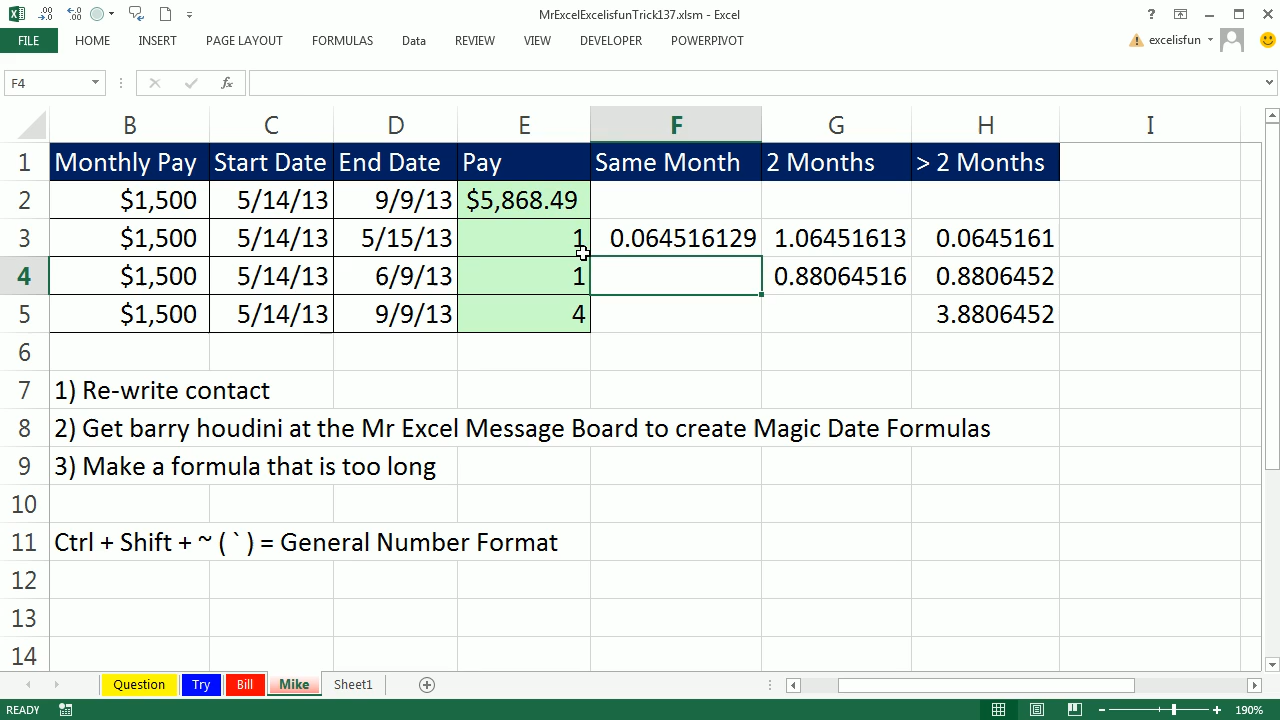 MrExcelExcelisfunTrick137.xlsm - Excel
FILE HOME INSERT PAGE LAYOUT FORMULAS Data REVIEW VIEW DEVELOPER POWERPIVOT excelisfun
F4
B C D E F G H I
1 Monthly Pay Start Date End Date Pay Same Month 2 Months > 2 Months
2 $1,500 5/14/13 9/9/13 $5,868.49
3 $1,500 5/14/13 5/15/13 1 0.064516129 1.06451613 0.0645161
4 $1,500 5/14/13 6/9/13 1 0.88064516 0.8806452
5 $1,500 5/14/13 9/9/13 4 3.8806452
6
7 1) Re-write contact
8 2) Get barry houdini at the Mr Excel Message Board to create Magic Date Formulas
9 3) Make a formula that is too long
10
11 Ctrl + Shift + ~ ( ` ) = General Number Format
12
13
14
Question Try Bill Mike Sheet1
READY 190%